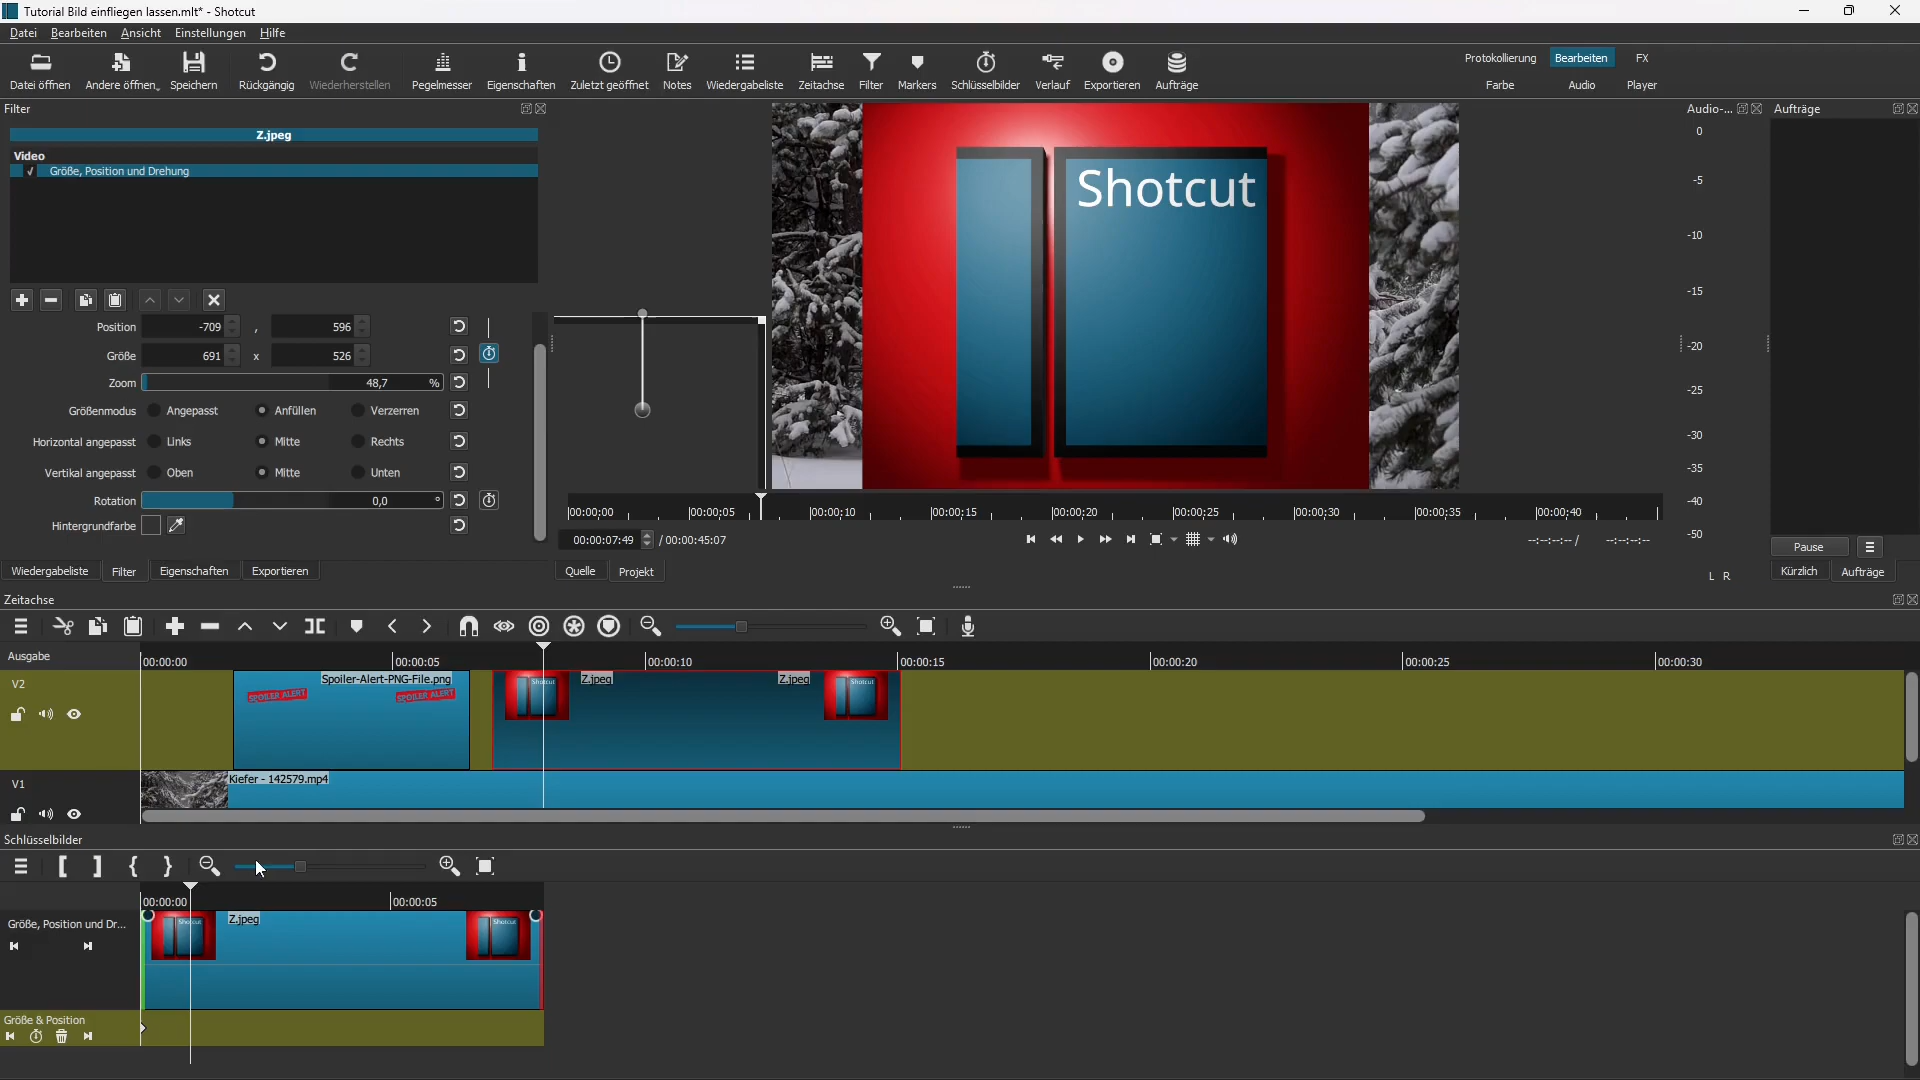 Tutorial Bild einfliegen lassen.mlt* - Shotcut
Datei Bearbeiten Ansicht Einstellungen Hilfe
Datei öffnen Andere öffnen Speichern Rückgängig Wiederherstellen Pegelmesser Eigenschaften Zuletzt geöffnet Notes Wiedergabeliste Zeitachse Filter Markers Schlüsselbilder Verlauf Exportieren Aufträge
Protokollierung Bearbeiten FX
Farbe Audio Player
Filter
Z.jpeg
Video
Größe, Position und Drehung
Position -709 , 596
Größe 691 x 526
Zoom 48,7 %
Größenmodus Angepasst Anfüllen Verzerren
Horizontal angepasst Links Mitte Rechts
Vertikal angepasst Oben Mitte Unten
Rotation 0,0 °
Hintergrundfarbe
Wiedergabeliste Filter Eigenschaften Exportieren
Shotcut
00:00:00 00:00:05 00:00:10 00:00:15 00:00:20 00:00:25 00:00:30 00:00:35 00:00:40
00:00:07:49 / 00:00:45:07
--:--:--:-- / --:--:--:--
Quelle Projekt
Audio-...
0
-5
-10
-15
-20
-25
-30
-35
-40
-50
L R
Aufträge
Pause
Kürzlich Aufträge
Zeitachse
Ausgabe
00:00:00 00:00:05 00:00:10 00:00:15 00:00:20 00:00:25 00:00:30
V2
Spoiler-Alert-PNG-File.png
SPOILER ALERT SPOILER ALERT
Z.jpeg Z.jpeg
Shotcut Shotcut
V1
Kiefer - 142579.mp4
Schlüsselbilder
00:00:00 00:00:05
Größe, Position und Dr...
Z.jpeg
Shotcut Shotcut
Größe & Position